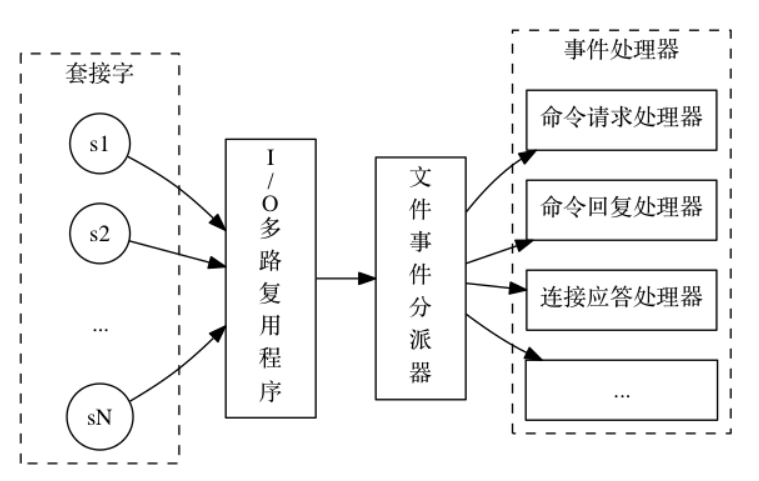 套接字
s1
s2
...
sN
I/O多路复用程序
文件事件分派器
事件处理器
命令请求处理器
命令回复处理器
连接应答处理器
...